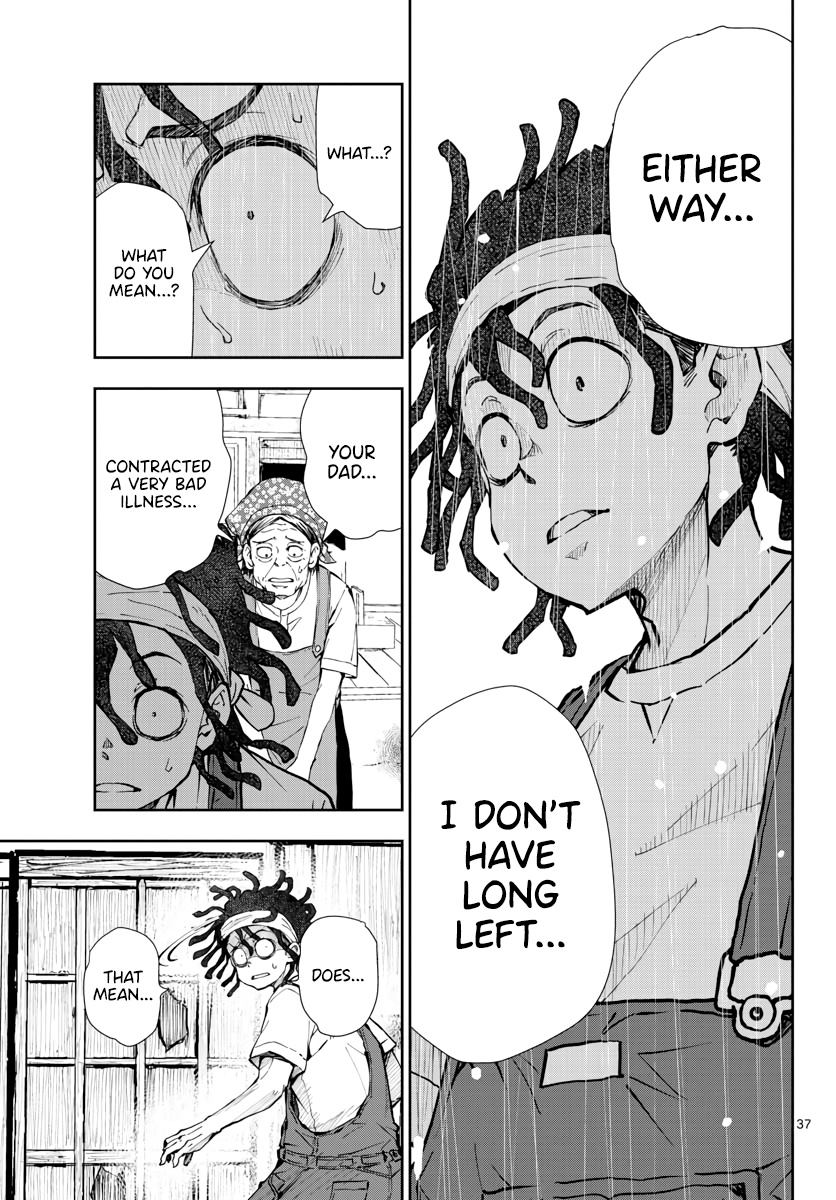 EITHER
WAY...
I DON'T
HAVE
LONG
LEFT...
WHAT...?
WHAT
DO YOU
MEAN...?
YOUR
DAD...
CONTRACTED
A VERY BAD
ILLNESS...
DOES...
THAT
MEAN...
37